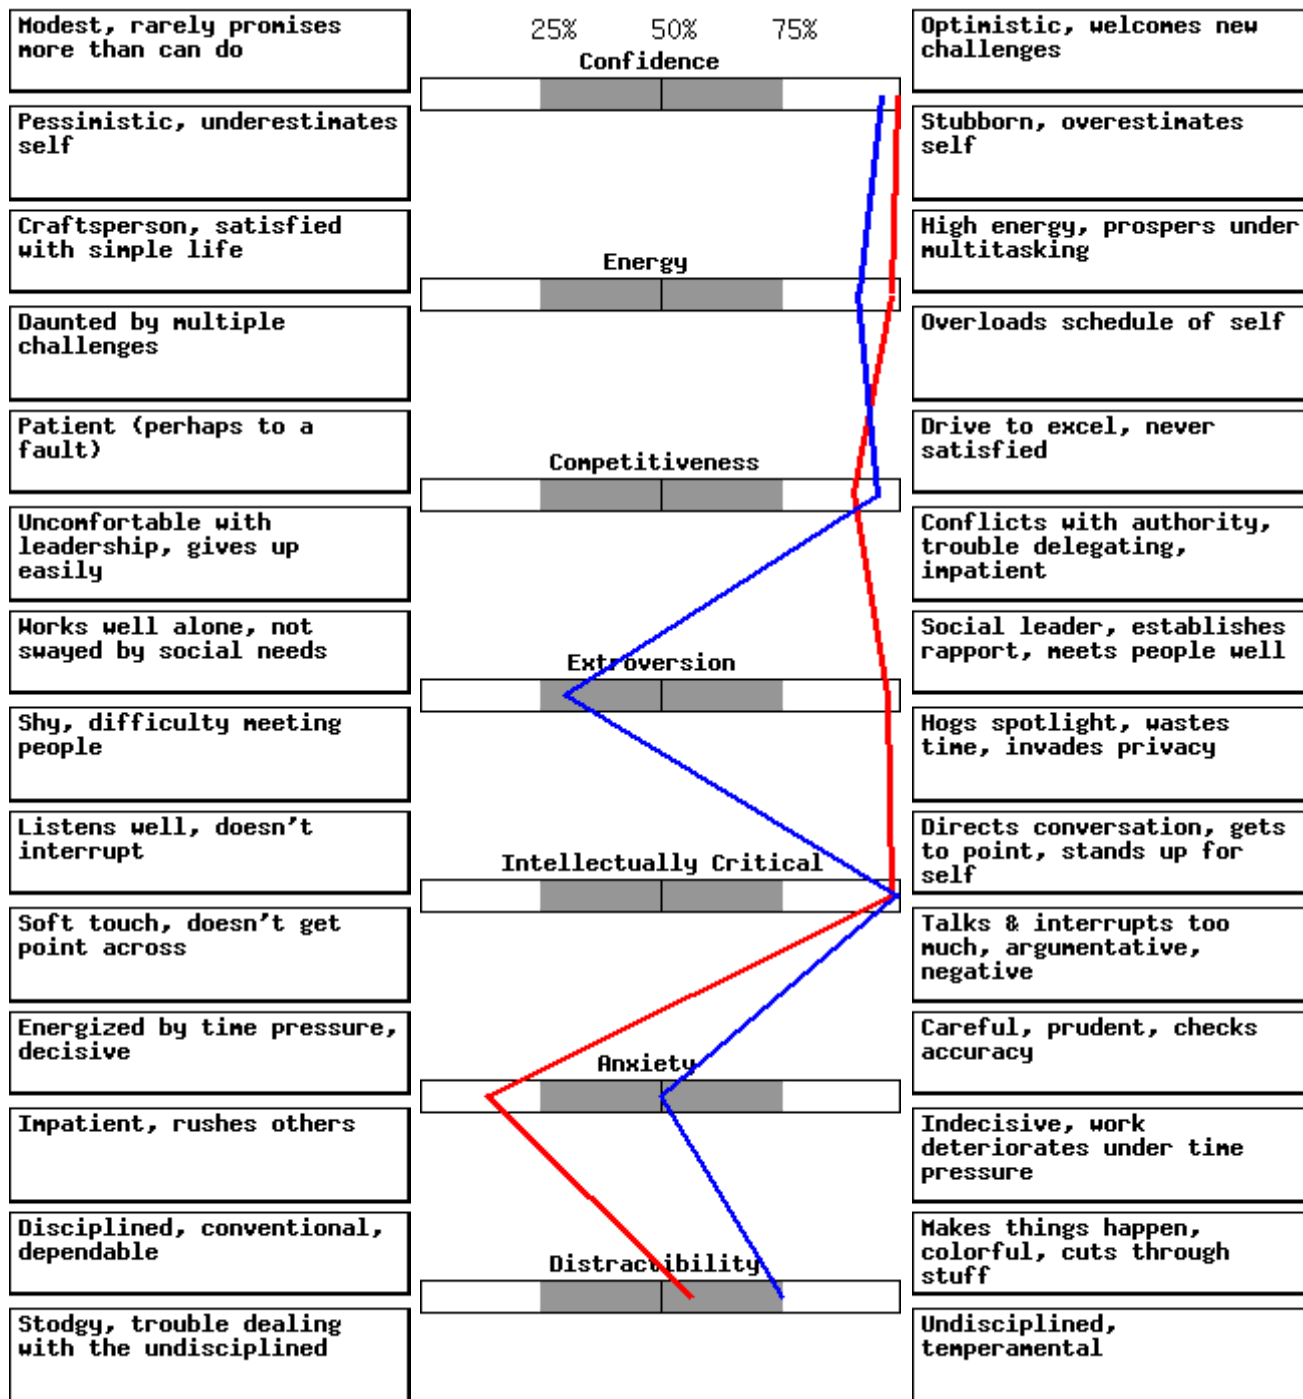 Modest, rarely promises
more than can do
25% 50% 75%
Confidence
Optimistic, welcomes new
challenges
Pessimistic, underestimates
self
Stubborn, overestimates
self
Craftsperson, satisfied
with simple life
Energy
High energy, prospers under
multitasking
Daunted by multiple
challenges
Overloads schedule of self
Patient (perhaps to a
fault)
Competitiveness
Drive to excel, never
satisfied
Uncomfortable with
leadership, gives up
easily
Conflicts with authority,
trouble delegating,
impatient
Works well alone, not
swayed by social needs
Extroversion
Social leader, establishes
rapport, meets people well
Shy, difficulty meeting
people
Hogs spotlight, wastes
time, invades privacy
Listens well, doesn't
interrupt
Intellectually Critical
Directs conversation, gets
to point, stands up for
self
Soft touch, doesn't get
point across
Talks & interrupts too
much, argumentative,
negative
Energized by time pressure,
decisive
Anxiety
Careful, prudent, checks
accuracy
Impatient, rushes others
Indecisive, work
deteriorates under time
pressure
Disciplined, conventional,
dependable
Distractibility
Makes things happen,
colorful, cuts through
stuff
Stodgy, trouble dealing
with the undisciplined
Undisciplined,
temperamental